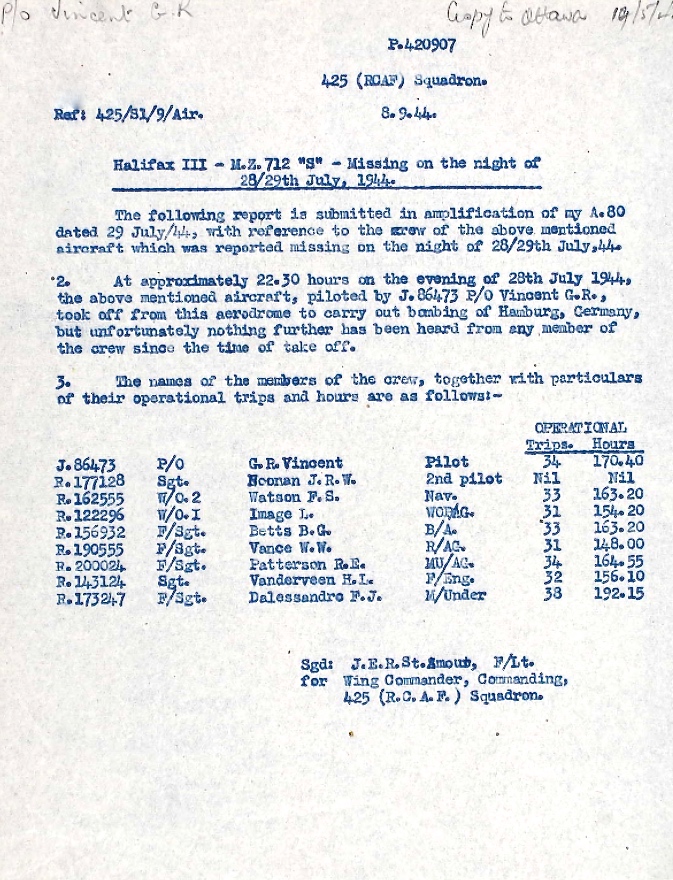 P/O Vincent G.R
Copy to Ottawa 19/5/4
P.420907
425 (RCAF) Squadron.
Ref: 425/S1/9/Air. 8.9.44.
Halifax III - M.Z.712 "S" - Missing on the night of
28/29th July, 1944.
The following report is submitted in amplification of my A.80
dated 29 July/44, with reference to the crew of the above mentioned
aircraft which was reported missing on the night of 28/29th July,44.
2. At approximately 22.30 hours on the evening of 28th July 1944,
the above mentioned aircraft, piloted by J.86473 P/O Vincent G.R.,
took off from this aerodrome to carry out bombing of Hamburg, Germany,
but unfortunately nothing further has been heard from any member of
the crew since the time of take off.
3. The names of the members of the crew, together with particulars
of their operational trips and hours are as follows:-
OPERATIONAL
Trips. Hours
J.86473 P/O G.R.Vincent Pilot 34 170.40
R.177128 Sgt. Noonan J.R.W. 2nd pilot Nil Nil
R.162555 W/O.2 Watson F.S. Nav. 33 163.20
R.122296 W/O.I Image L. WOP/AG. 31 154.20
R.156932 F/Sgt. Betts B.G. B/A. 33 163.20
R.190555 F/Sgt. Vance W.W. R/AG. 31 148.00
R.200024 F/Sgt. Patterson R.E. MU/AG. 34 164.55
R.143124 Sgt. Vanderveen H.L. F/Eng. 32 156.10
R.173247 F/Sgt. Dalessandro F.J. M/Under 38 192.15
Sgd: J.E.R.St.Amour, F/Lt.
for Wing Commander, Commanding,
425 (R.C.A.F.) Squadron.